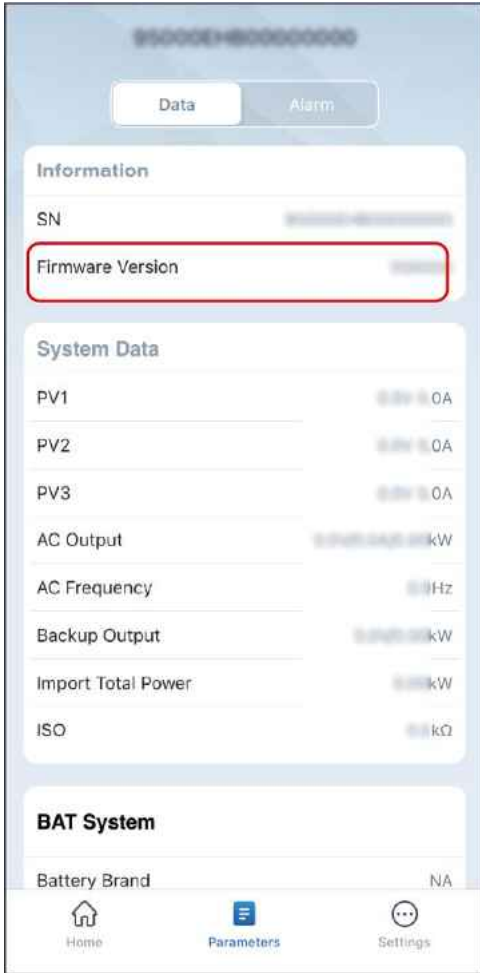 Data Alarm
Information
SN
Firmware Version
System Data
PV1 0A
PV2 0A
PV3 0A
AC Output kW
AC Frequency Hz
Backup Output kW
Import Total Power kW
ISO kΩ
BAT System
Battery Brand NA
Home Parameters Settings